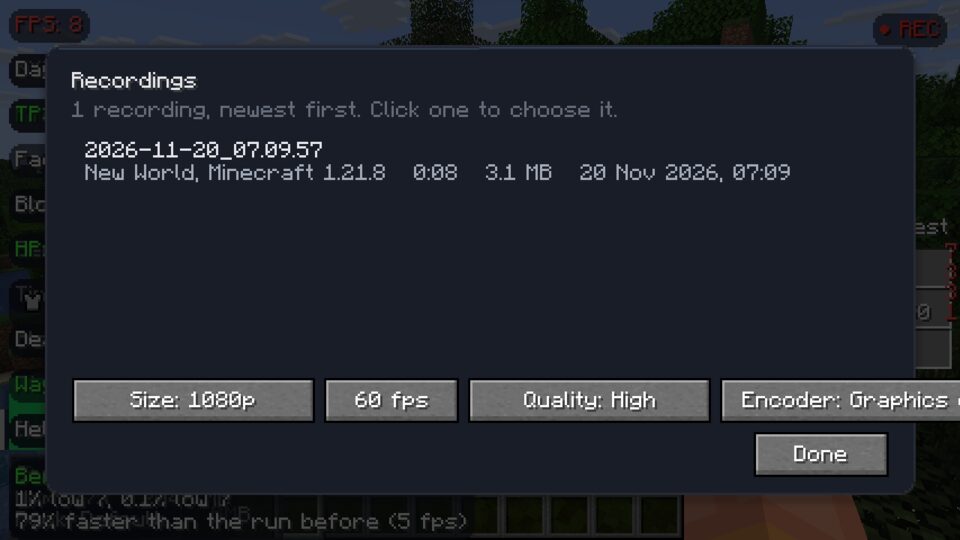 FPS: 8
REC
Recordings
1 recording, newest first. Click one to choose it.
2026-11-20_07.09.57
New World, Minecraft 1.21.8 0:08 3.1 MB 20 Nov 2026, 07:09
Size: 1080p
60 fps
Quality: High
Encoder: Graphics
Done
1% low 7, 0.1% low 7
79% faster than the run before (5 fps)